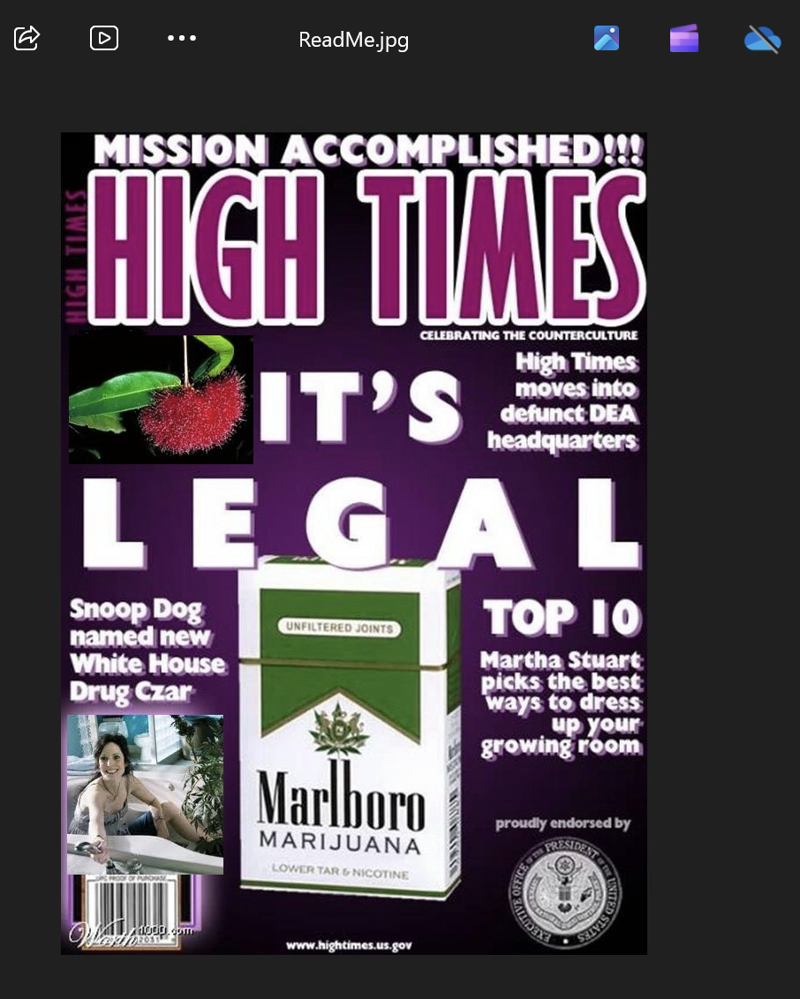 ReadMe.jpg
MISSION ACCOMPLISHED!!!
HIGH TIMES
HIGH TIMES
CELEBRATING THE COUNTERCULTURE
High Times
moves into
defunct DEA
headquarters
IT'S
LEGAL
Snoop Dog
named new
White House
Drug Czar
UNFILTERED JOINTS
Marlboro
MARIJUANA
LOWER TAR & NICOTINE
TOP 10
Martha Stuart
picks the best
ways to dress
up your
growing room
proudly endorsed by
EXECUTIVE OFFICE OF THE PRESIDENT OF THE UNITED STATES
UPC PROOF OF PURCHASE
Worth1000.com
www.hightimes.us.gov